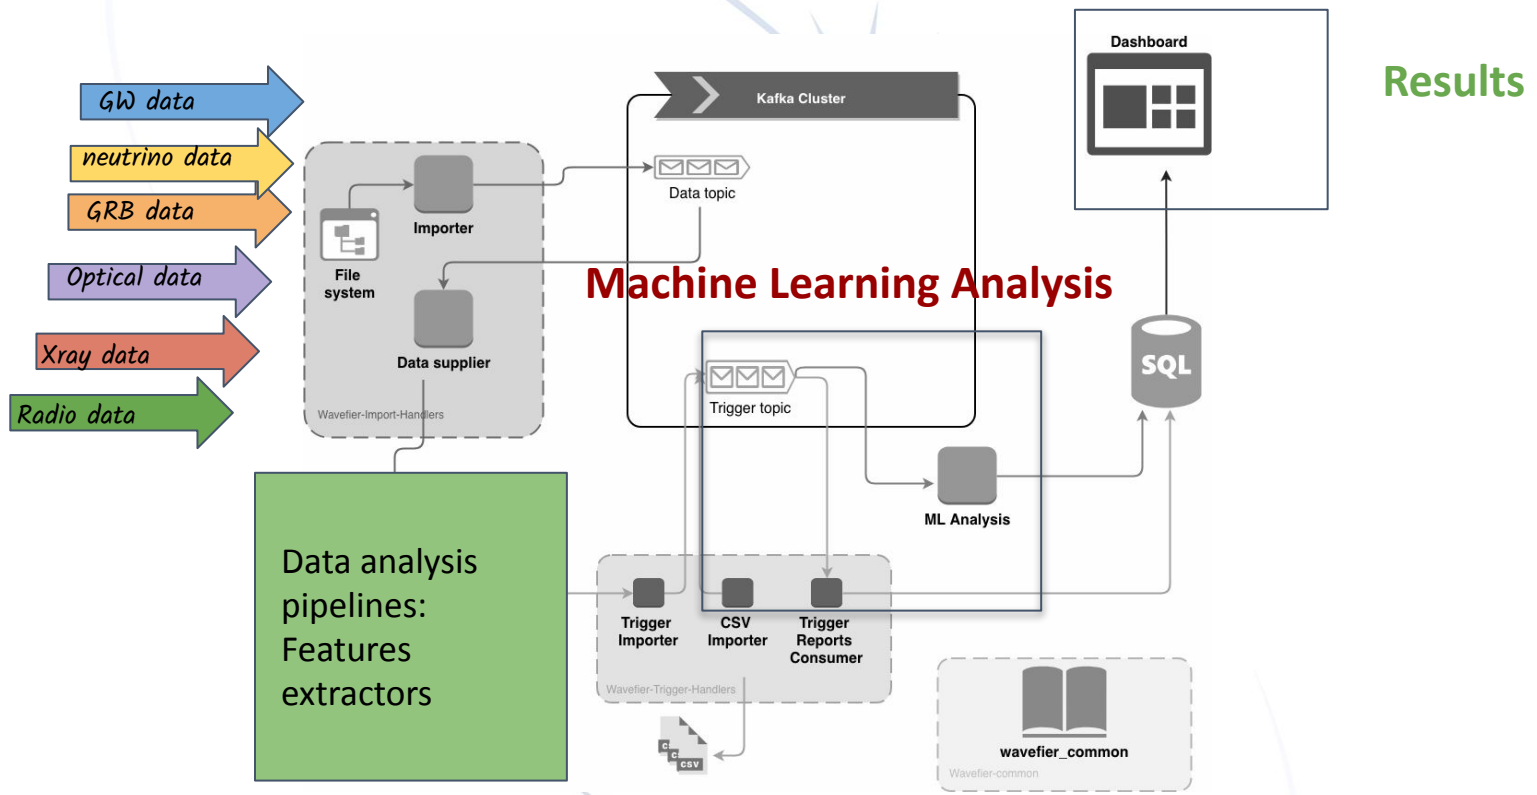 Dashboard
Results
Kafka Cluster
GW data
neutrino data
GRB data
Optical data
Xray data
Radio data
Importer
File
system
Data supplier
Wavefier-Import-Handlers
Data topic
Machine Learning Analysis
Trigger topic
SQL
ML Analysis
Data analysis
pipelines:
Features
extractors
Trigger
Importer
CSV
Importer
Trigger
Reports
Consumer
Wavefier-Trigger-Handlers
c
c
csv
wavefier_common
Wavefier-common